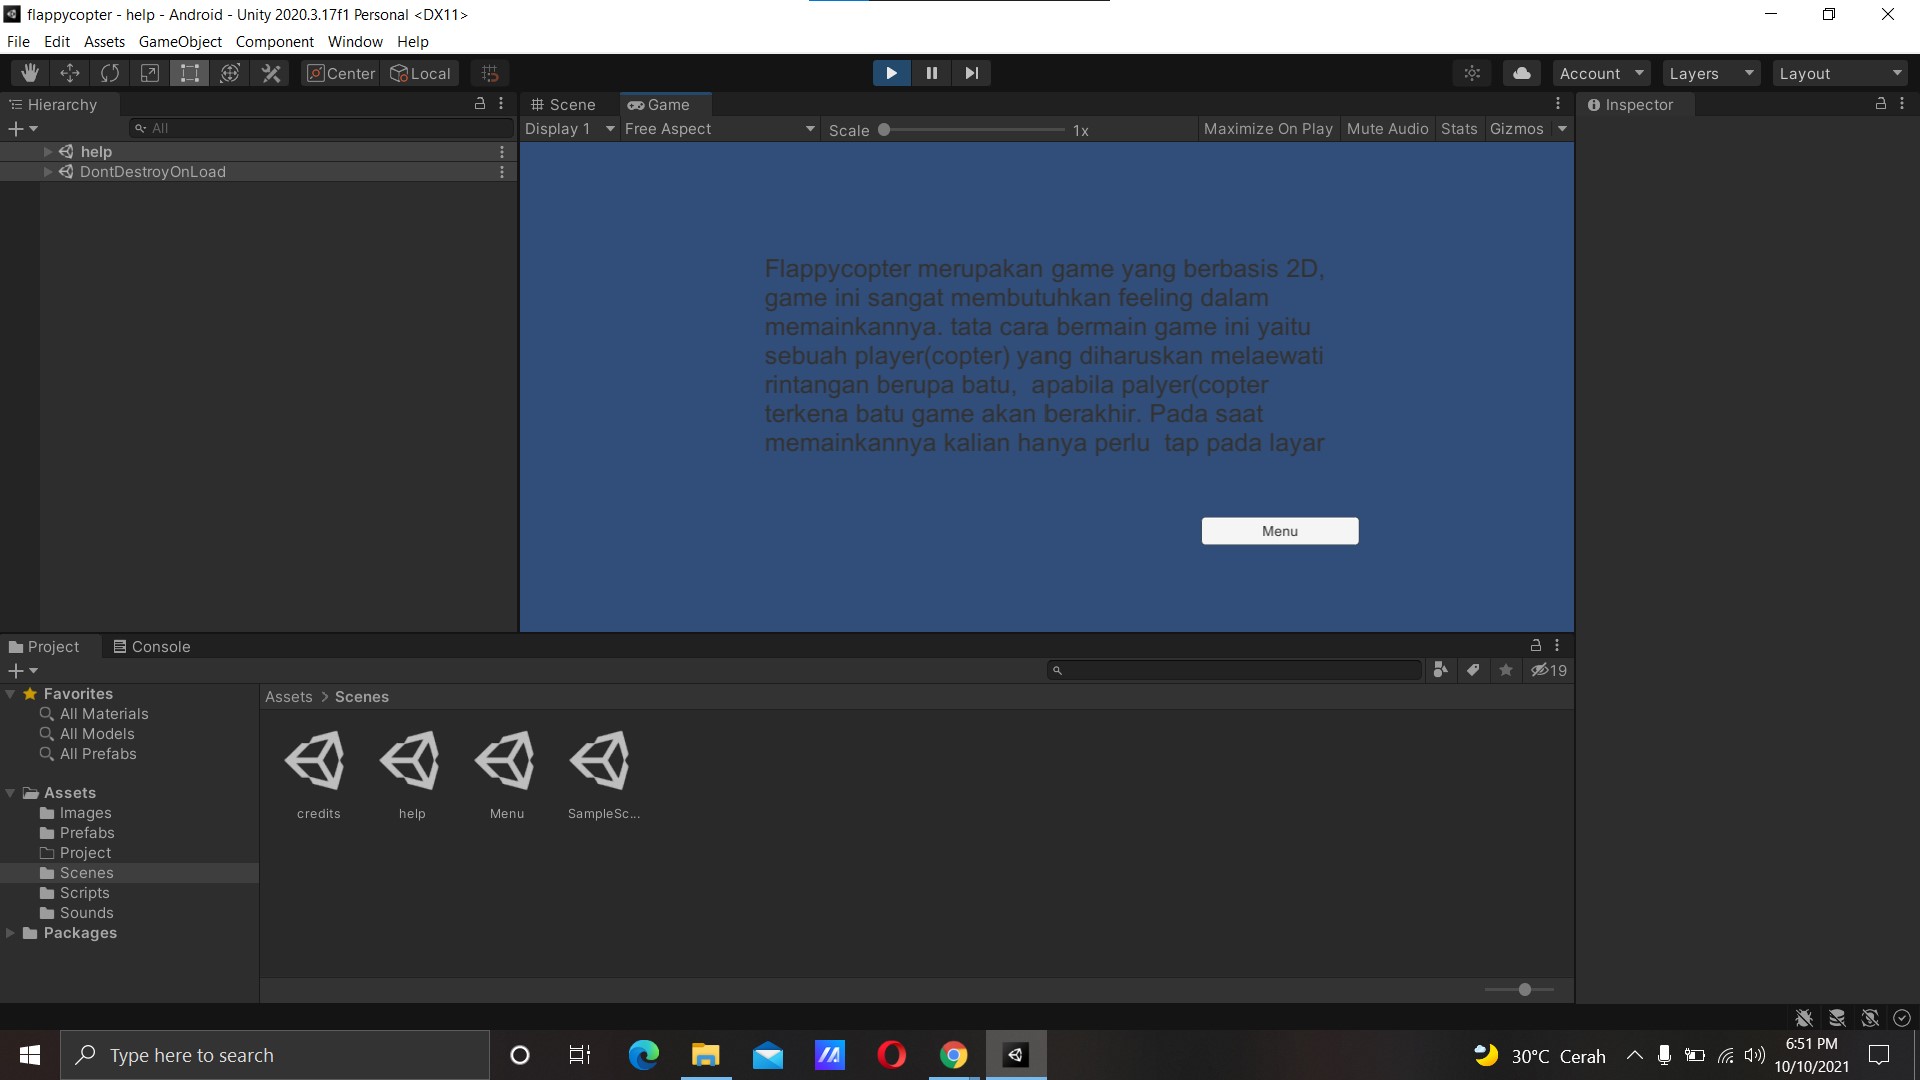 flappycopter - help - Android - Unity 2020.3.17f1 Personal <DX11>
File Edit Assets GameObject Component Window Help
Center Local Account Layers Layout
Hierarchy
All
help
DontDestroyOnLoad
Scene Game
Display 1 Free Aspect Scale 1x Maximize On Play Mute Audio Stats Gizmos
Flappycopter merupakan game yang berbasis 2D,
game ini sangat membutuhkan feeling dalam
memainkannya. tata cara bermain game ini yaitu
sebuah player(copter) yang diharuskan melaewati
rintangan berupa batu,  apabila palyer(copter
terkena batu game akan berakhir. Pada saat
memainkannya kalian hanya perlu  tap pada layar
Menu
Inspector
Project Console
19
Favorites
All Materials
All Models
All Prefabs
Assets
Images
Prefabs
Project
Scenes
Scripts
Sounds
Packages
Assets > Scenes
credits help Menu SampleSc...
Type here to search
30°C Cerah
6:51 PM
10/10/2021